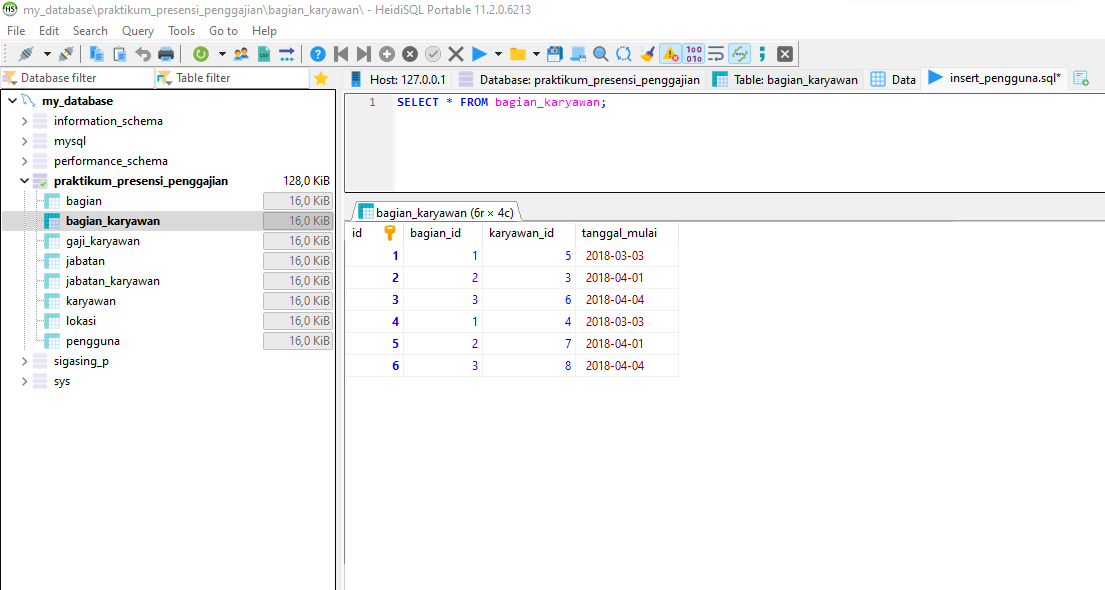 my_database\praktikum_presensi_penggajian\bagian_karyawan\ - HeidiSQL Portable 11.2.0.6213
File Edit Search Query Tools Go to Help
Database filter Table filter
Host: 127.0.0.1 Database: praktikum_presensi_penggajian Table: bagian_karyawan Data insert_pengguna.sql*
my_database
information_schema
mysql
performance_schema
praktikum_presensi_penggajian 128,0 KiB
bagian 16,0 KiB
bagian_karyawan 16,0 KiB
gaji_karyawan 16,0 KiB
jabatan 16,0 KiB
jabatan_karyawan 16,0 KiB
karyawan 16,0 KiB
lokasi 16,0 KiB
pengguna 16,0 KiB
sigasing_p
sys
1 SELECT * FROM bagian_karyawan;
bagian_karyawan (6r × 4c)
id bagian_id karyawan_id tanggal_mulai
1 1 5 2018-03-03
2 2 3 2018-04-01
3 3 6 2018-04-04
4 1 4 2018-03-03
5 2 7 2018-04-01
6 3 8 2018-04-04